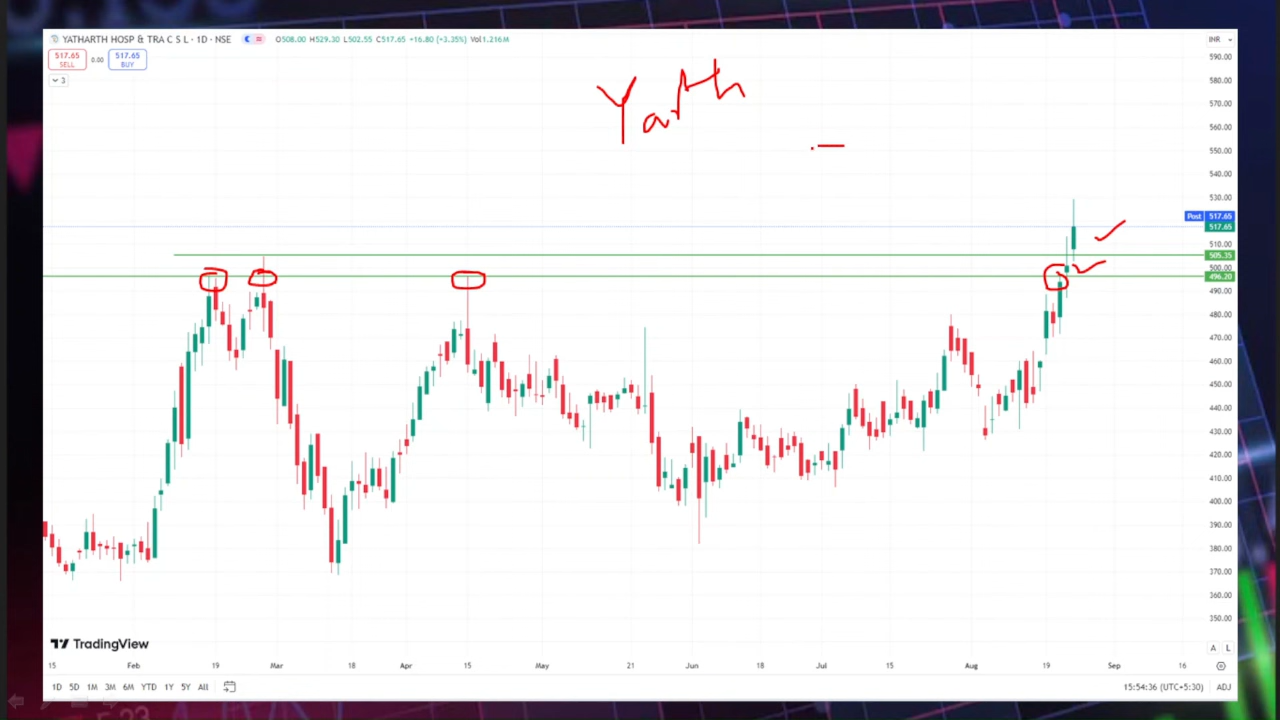 YATHARTH HOSP & TRA C S L · 1D · NSE O508.00 H529.30 L502.55 C517.65 +16.80 (+3.35%) Vol1.216M
INR
517.65 0.00 517.65
SELL BUY
3
Yarth
590.00
580.00
570.00
560.00
550.00
540.00
530.00
Post 517.65
517.65
510.00
505.35
500.00
496.20
490.00
480.00
470.00
460.00
450.00
440.00
430.00
420.00
410.00
400.00
390.00
380.00
370.00
360.00
350.00
TradingView
A L
15 Feb 19 Mar 18 Apr 15 May 21 Jun 18 Jul 15 Aug 19 Sep 16
1D 5D 1M 3M 6M YTD 1Y 5Y All 15:54:36 (UTC+5:30) ADJ